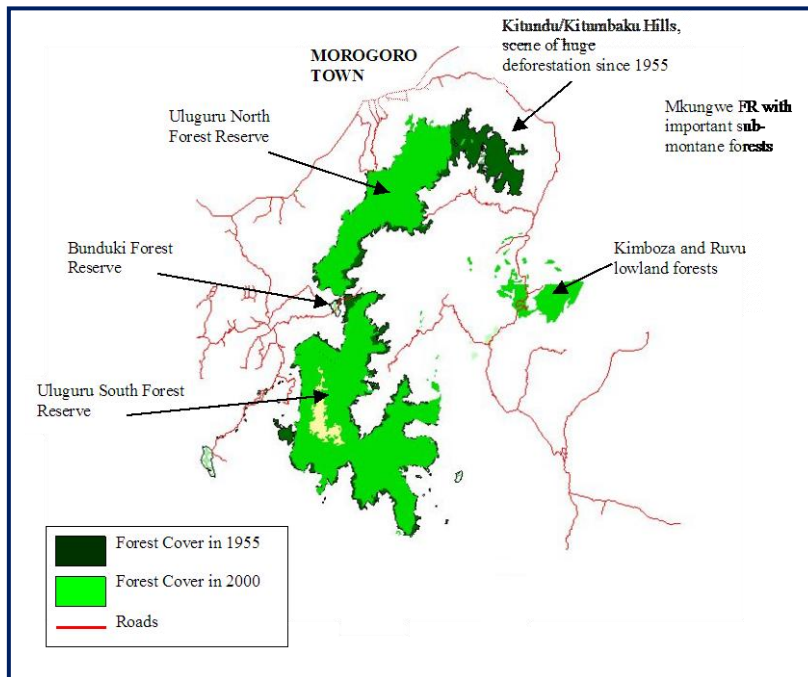 Kitundu/Kitumbaku Hills,
scene of huge
deforestation since 1955
MOROGORO
TOWN
Uluguru North
Forest Reserve
Mkungwe FR with
important sub-
montane forests
Bunduki Forest
Reserve
Kimboza and Ruvu
lowland forests
Uluguru South Forest
Reserve
Forest Cover in 1955
Forest Cover in 2000
Roads